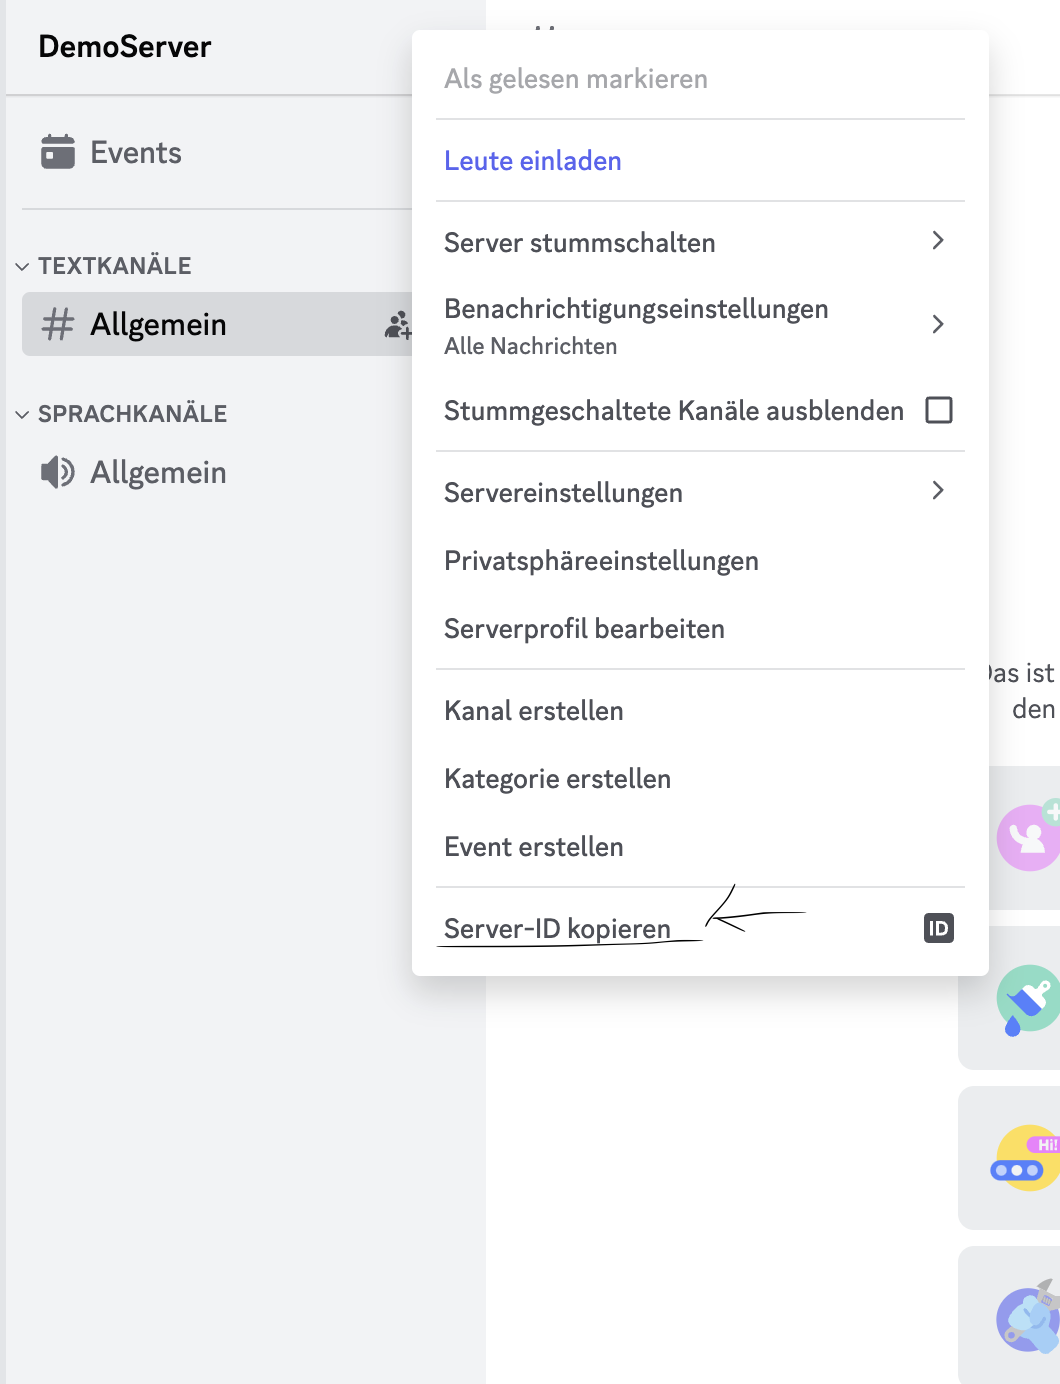 DemoServer
Events
TEXTKANÄLE
Allgemein
SPRACHKANÄLE
Allgemein
Als gelesen markieren
Leute einladen
Server stummschalten
Benachrichtigungseinstellungen
Alle Nachrichten
Stummgeschaltete Kanäle ausblenden
Servereinstellungen
Privatsphäreeinstellungen
Serverprofil bearbeiten
Kanal erstellen
Kategorie erstellen
Event erstellen
Server-ID kopieren
ID
Das ist
den
Hi!